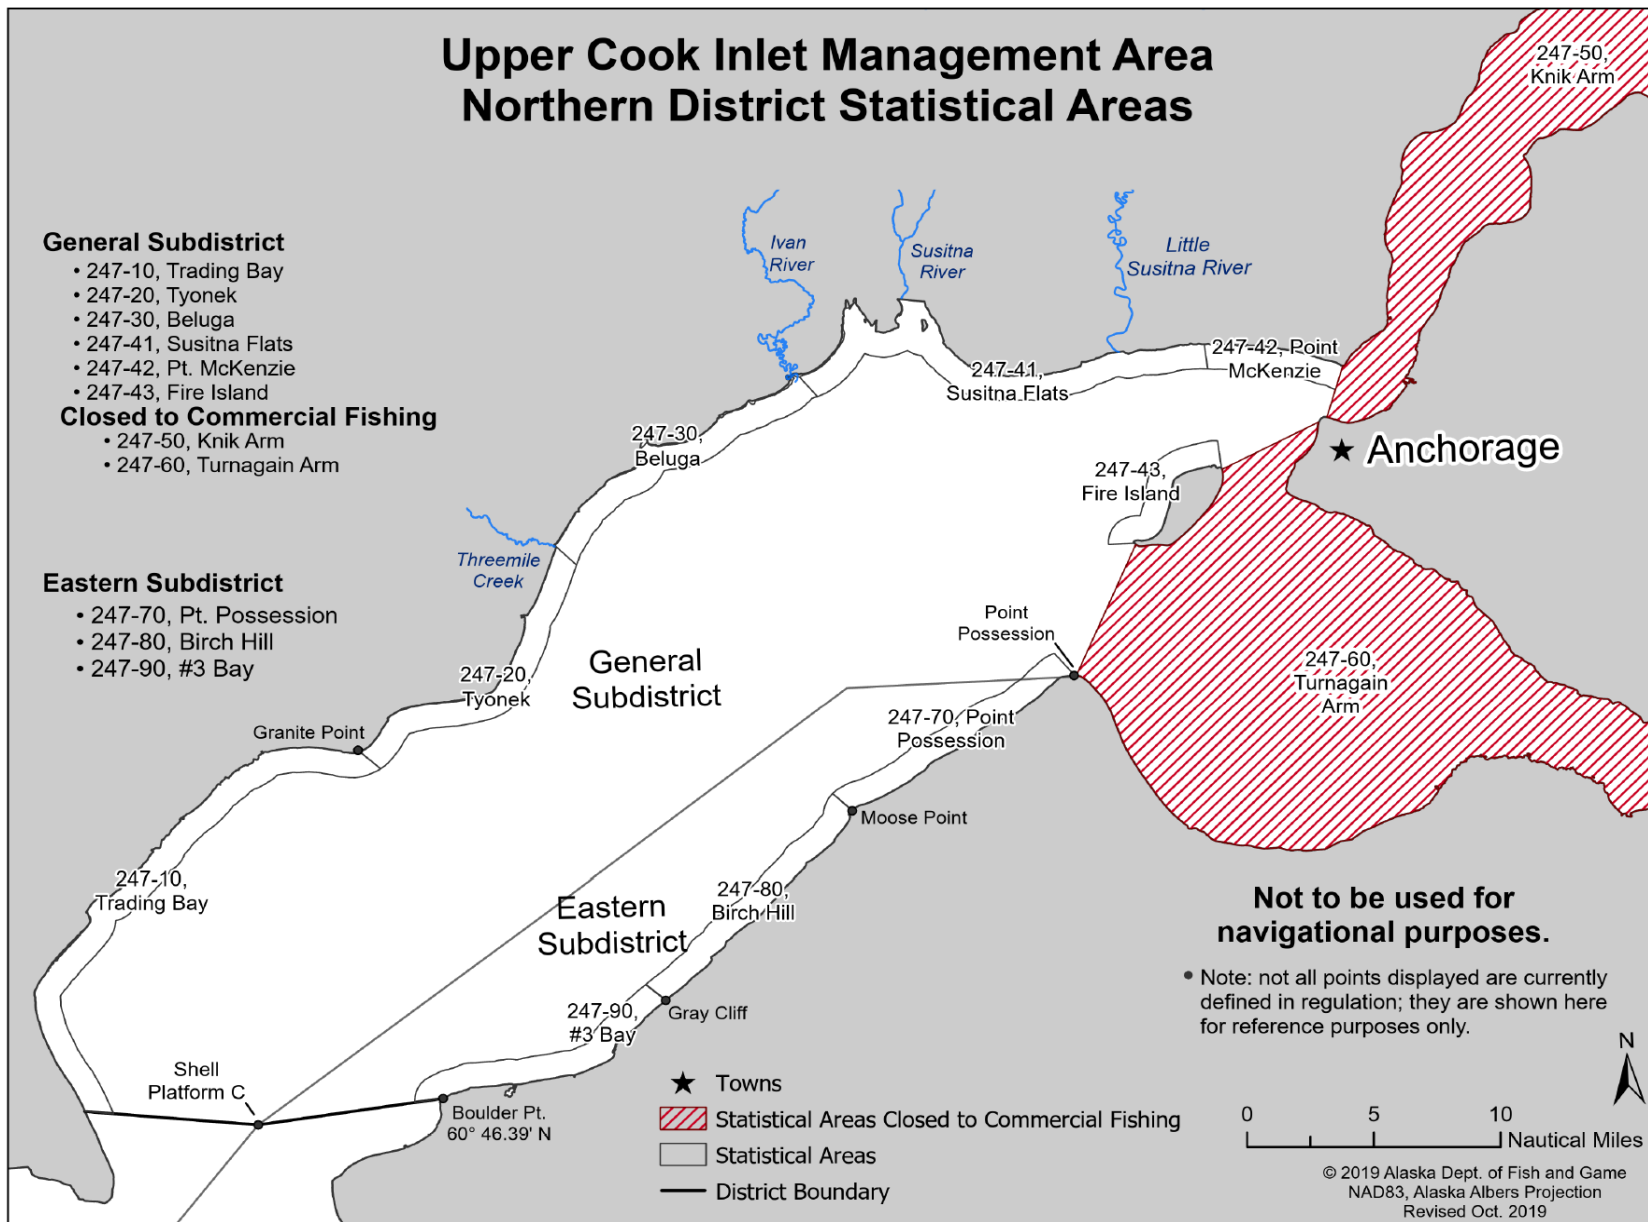 Upper Cook Inlet Management Area
Northern District Statistical Areas
247-50,
Knik Arm
General Subdistrict
• 247-10, Trading Bay
• 247-20, Tyonek
• 247-30, Beluga
• 247-41, Susitna Flats
• 247-42, Pt. McKenzie
• 247-43, Fire Island
Closed to Commercial Fishing
• 247-50, Knik Arm
• 247-60, Turnagain Arm
Eastern Subdistrict
• 247-70, Pt. Possession
• 247-80, Birch Hill
• 247-90, #3 Bay
Ivan
River
Susitna
River
Little
Susitna River
247-42, Point
McKenzie
247-41,
Susitna Flats
247-30,
Beluga
Anchorage
247-43,
Fire Island
Threemile
Creek
Point
Possession
General
Subdistrict
247-60,
Turnagain
Arm
247-20,
Tyonek
247-70, Point
Possession
Granite Point
Moose Point
247-10,
Trading Bay
247-80,
Birch Hill
Eastern
Subdistrict
Not to be used for
navigational purposes.
• Note: not all points displayed are currently
defined in regulation; they are shown here
for reference purposes only.
247-90,
#3 Bay
Gray Cliff
Shell
Platform C
Boulder Pt.
60° 46.39' N
N
Towns
Statistical Areas Closed to Commercial Fishing
Statistical Areas
District Boundary
0 5 10
Nautical Miles
© 2019 Alaska Dept. of Fish and Game
NAD83, Alaska Albers Projection
Revised Oct. 2019